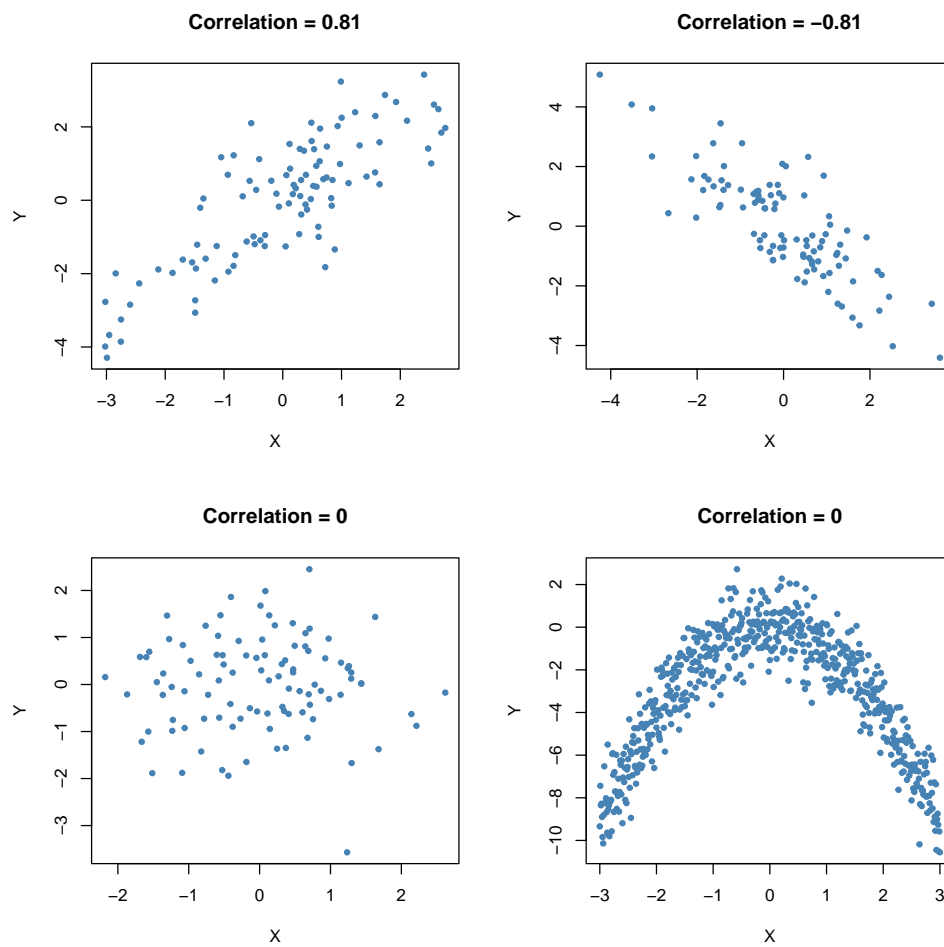 Correlation = 0.81
Y
2
0
−2
−4
−3 −2 −1 0 1 2
X
Correlation = −0.81
Y
4
2
0
−2
−4
−4 −2 0 2
X
Correlation = 0
Y
2
1
0
−1
−2
−3
−2 −1 0 1 2
X
Correlation = 0
Y
2
0
−2
−4
−6
−8
−10
−3 −2 −1 0 1 2 3
X